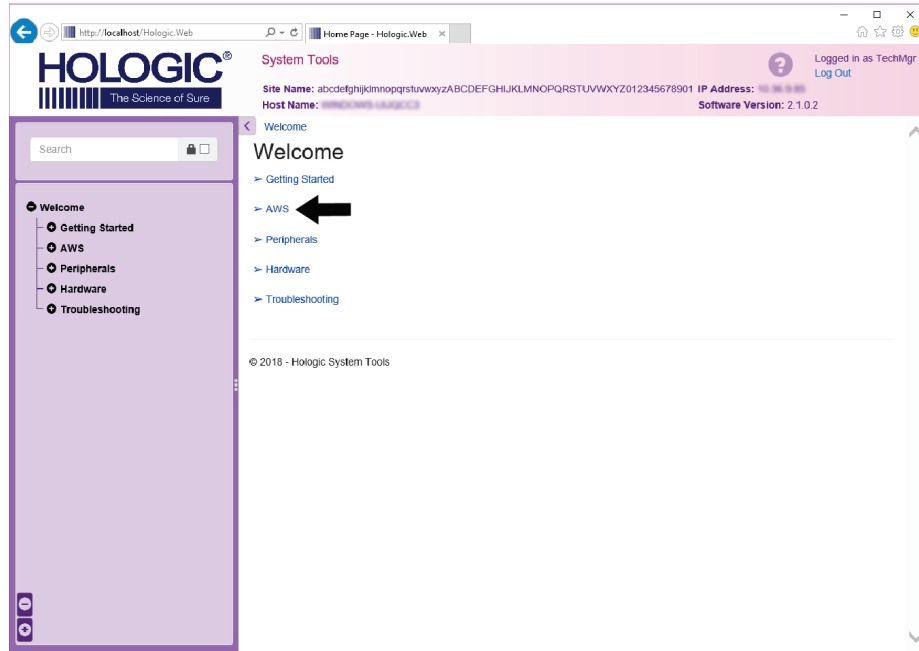 http://localhost/Hologic.Web
Home Page - Hologic.Web
HOLOGIC®
The Science of Sure
System Tools
Logged in as TechMgr
Log Out
Site Name: abcdefghijklmnopqrstuvwxyzABCDEFGHIJKLMNOPQRSTUVWXYZ012345678901 IP Address:
Host Name:
Software Version: 2.1.0.2
Search
Welcome
Getting Started
AWS
Peripherals
Hardware
Troubleshooting
Welcome
Welcome
➢ Getting Started
➢ AWS
➢ Peripherals
➢ Hardware
➢ Troubleshooting
© 2018 - Hologic System Tools